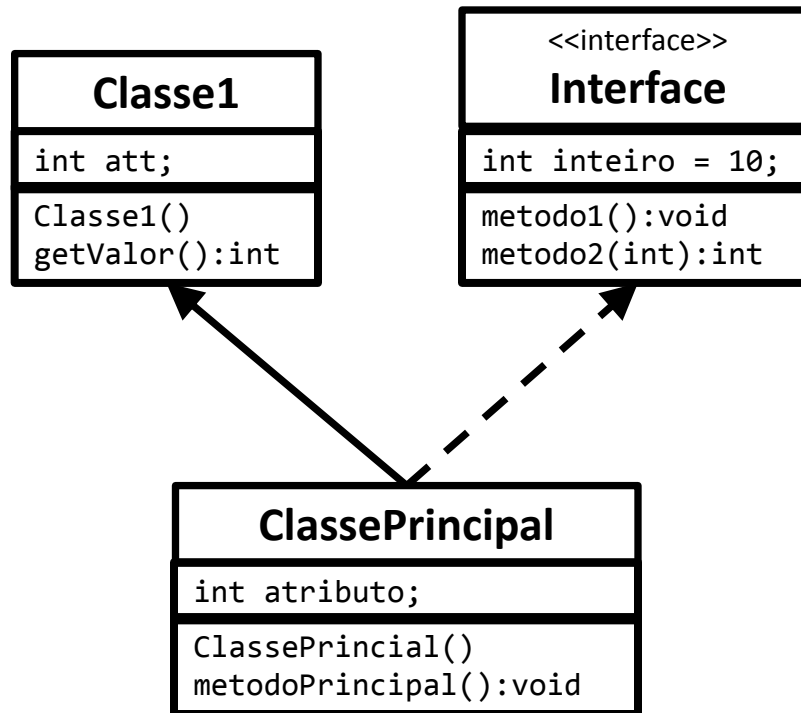 Classe1
int att;
Classe1()
getValor():int
<<interface>>
Interface
int inteiro = 10;
metodo1():void
metodo2(int):int
ClassePrincipal
int atributo;
ClassePrincial()
metodoPrincipal():void